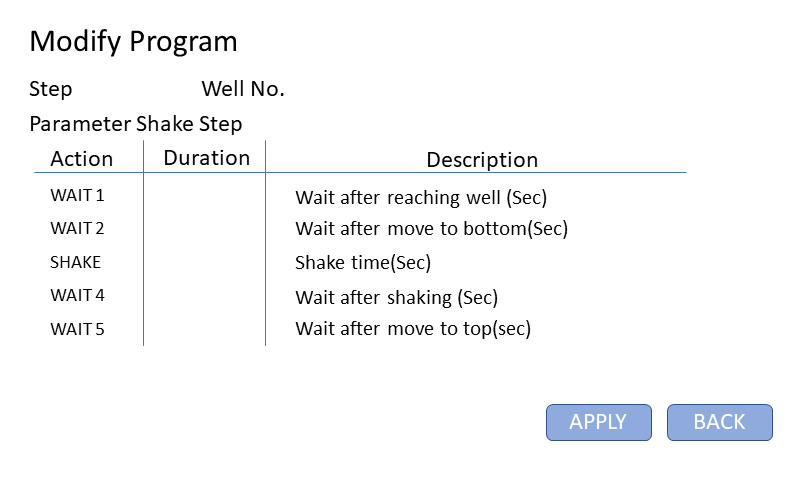 Modify Program
Step Well No.
Parameter Shake Step
Action Duration Description
WAIT 1 Wait after reaching well (Sec)
WAIT 2 Wait after move to bottom(Sec)
SHAKE Shake time(Sec)
WAIT 4 Wait after shaking (Sec)
WAIT 5 Wait after move to top(sec)
APPLY BACK